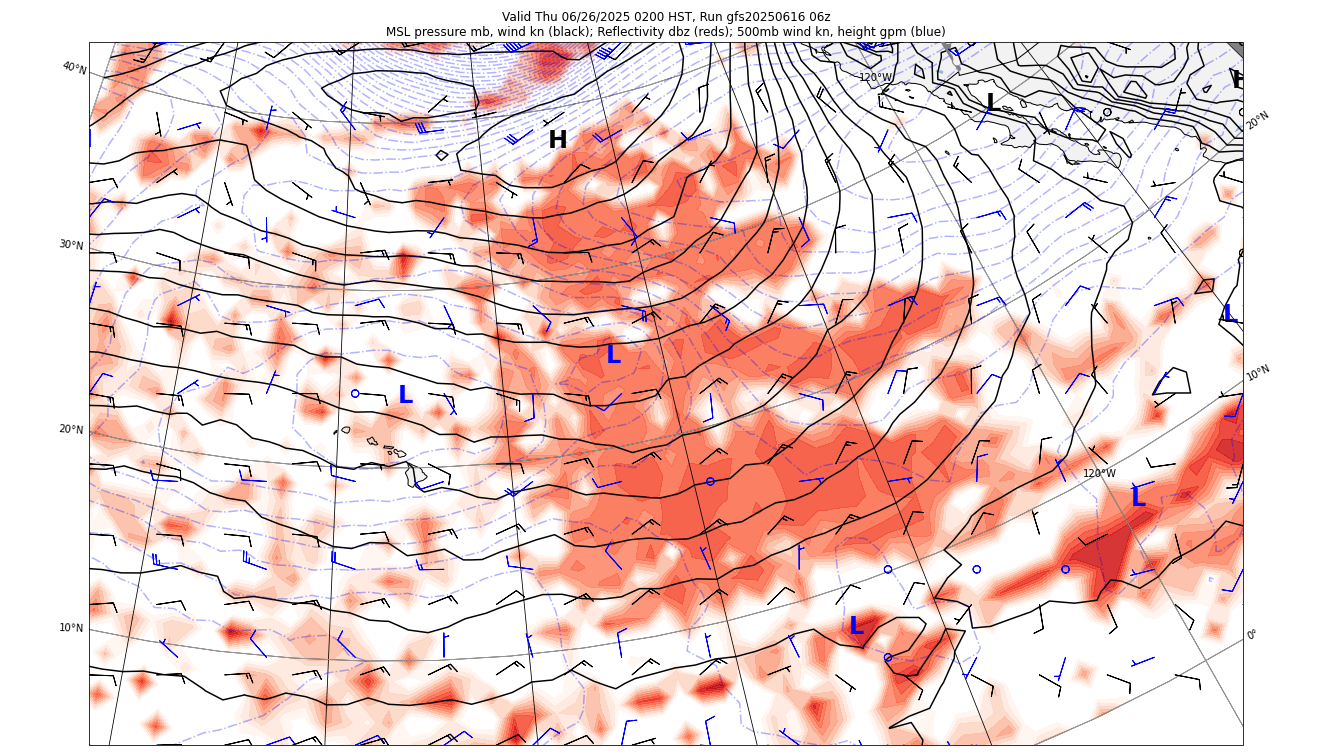 Valid Thu 06/26/2025 0200 HST, Run gfs20250616 06z
MSL pressure mb, wind kn (black); Reflectivity dbz (reds); 500mb wind kn, height gpm (blue)
40°N
120°W
H
L
20°N
H
30°N
L
L
L
10°N
20°N
120°W
L
10°N
L
0°